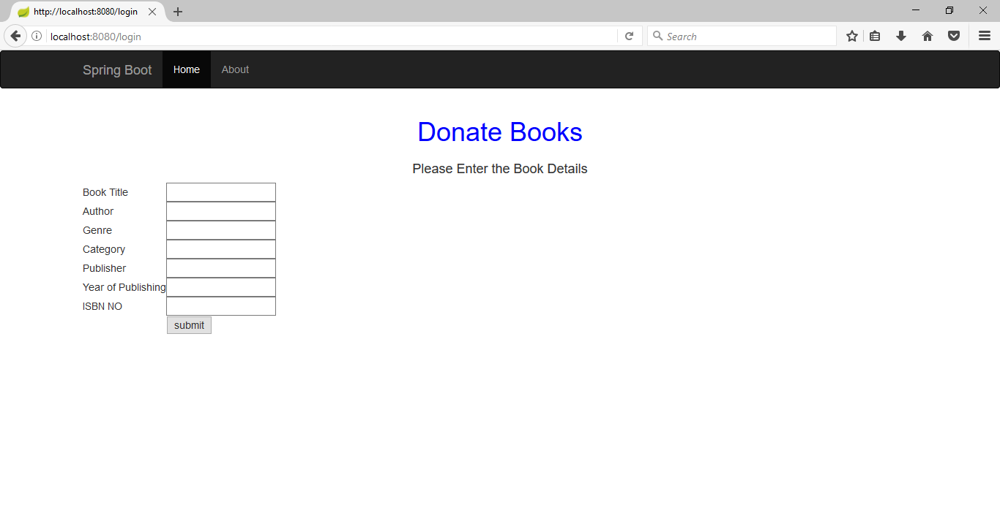 http://localhost:8080/login
localhost:8080/login
Search
Spring Boot Home About
Donate Books
Please Enter the Book Details
Book Title
Author
Genre
Category
Publisher
Year of Publishing
ISBN NO
submit